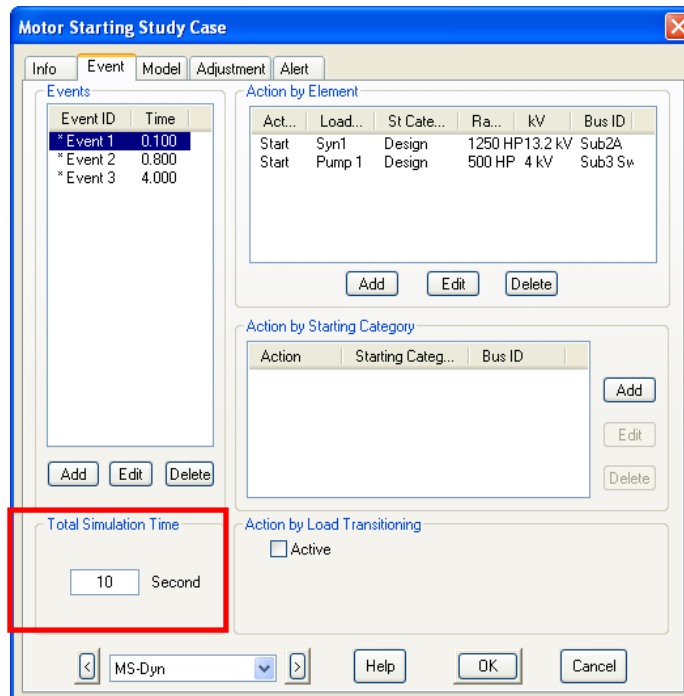 Motor Starting Study Case
Info Event Model Adjustment Alert
Events
Event ID Time
* Event 1 0.100
* Event 2 0.800
* Event 3 4.000
Add Edit Delete
Action by Element
Act... Load... St Cate... Ra... kV Bus ID
Start Syn1 Design 1250 HP 13.2 kV Sub2A
Start Pump 1 Design 500 HP 4 kV Sub3 Sw
Add Edit Delete
Action by Starting Category
Action Starting Categ... Bus ID
Add
Edit
Delete
Total Simulation Time
10 Second
Action by Load Transitioning
Active
< MS-Dyn > Help OK Cancel